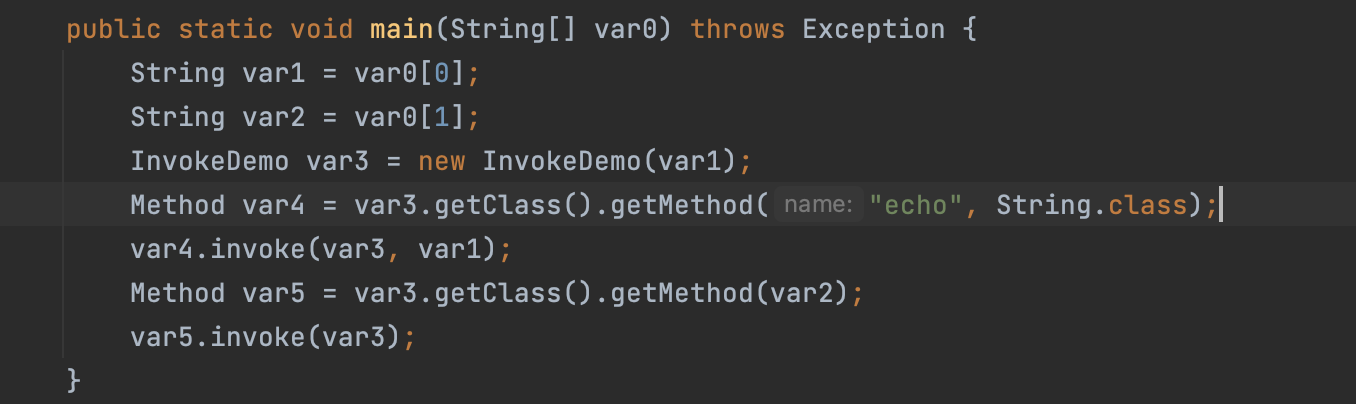 public static void main(String[] var0) throws Exception {
    String var1 = var0[0];
    String var2 = var0[1];
    InvokeDemo var3 = new InvokeDemo(var1);
    Method var4 = var3.getClass().getMethod( name: "echo", String.class);
    var4.invoke(var3, var1);
    Method var5 = var3.getClass().getMethod(var2);
    var5.invoke(var3);
}